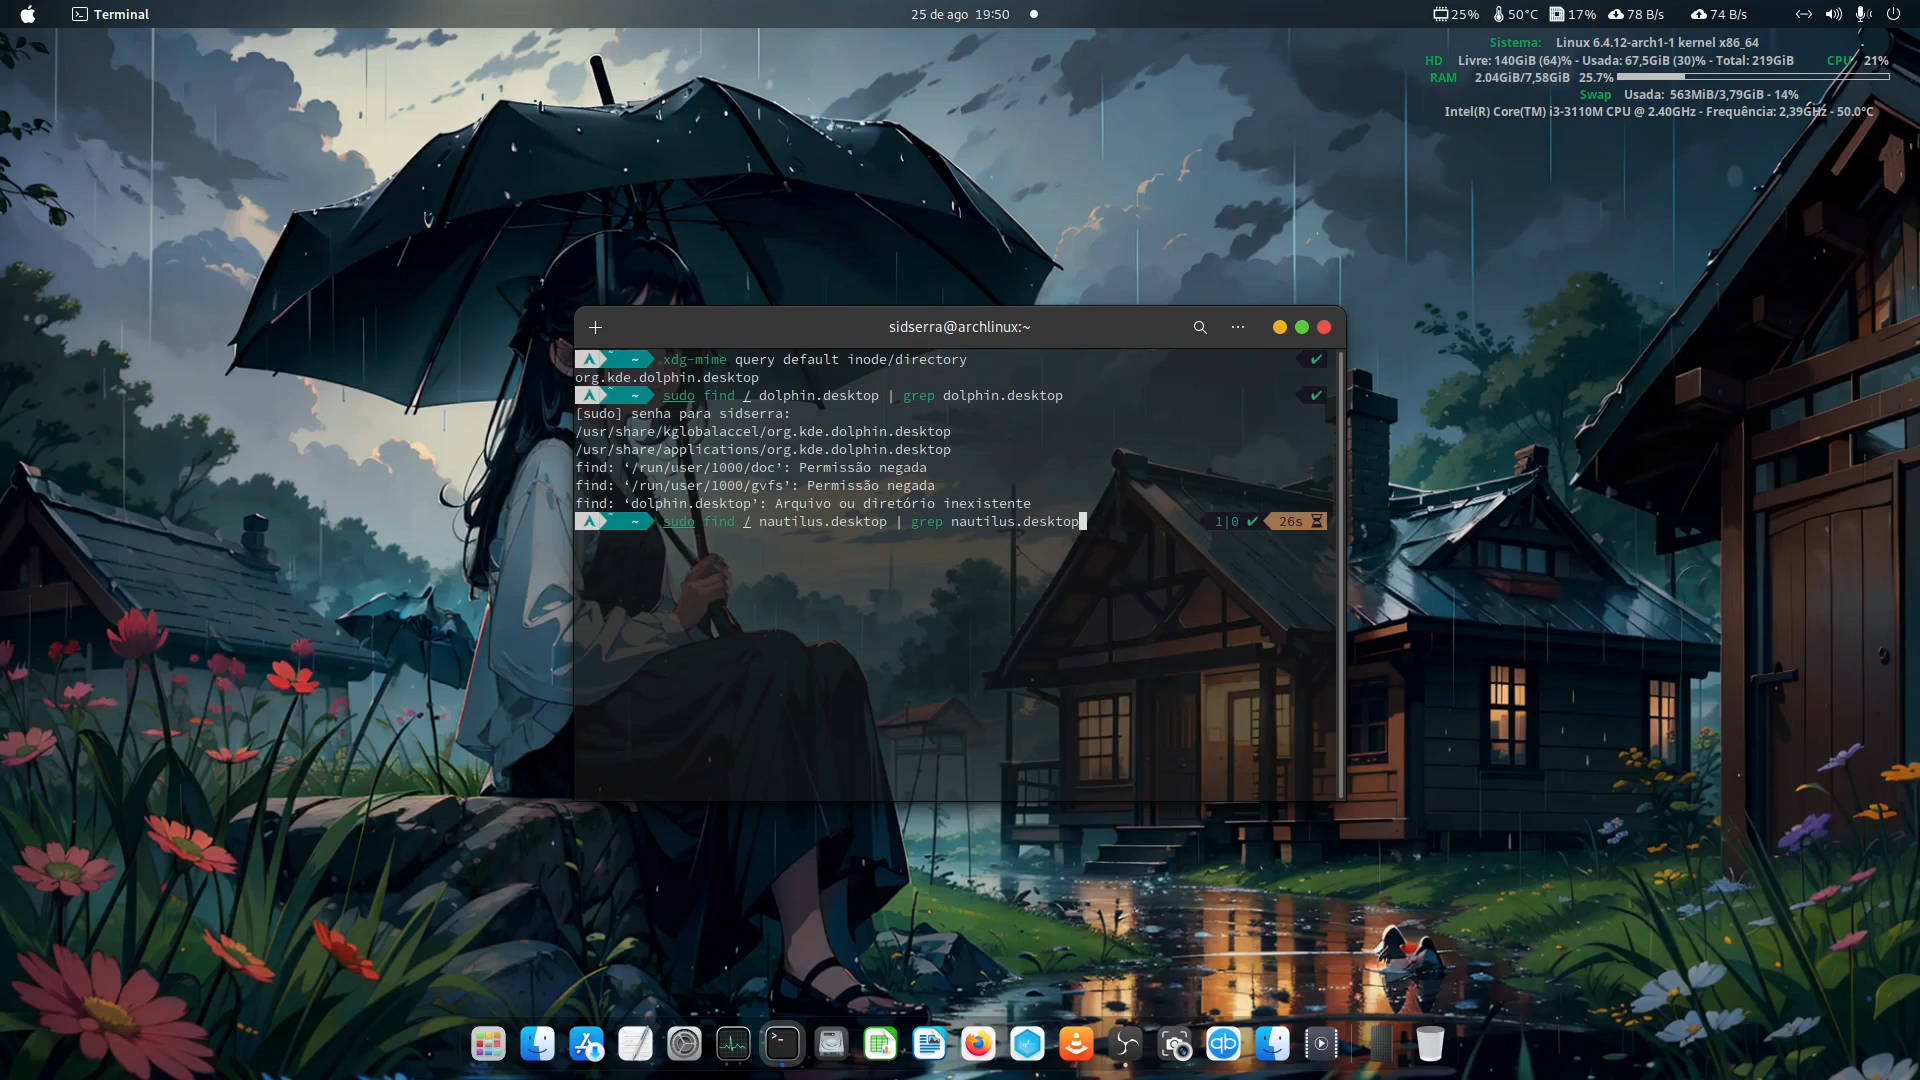 Terminal
25 de ago 19:50
25% 50°C 17% 78 B/s 74 B/s
Sistema: Linux 6.4.12-arch1-1 kernel x86_64
HD Livre: 140GiB (64)% - Usada: 67,5GiB (30)% - Total: 219GiB CPU 21%
RAM 2.04GiB/7,58GiB 25.7%
Swap Usada: 563MiB/3,79GiB - 14%
Intel(R) Core(TM) i3-3110M CPU @ 2.40GHz - Frequência: 2,39GHz - 50.0°C
sidserra@archlinux:~
~ xdg-mime query default inode/directory ✔
org.kde.dolphin.desktop
~ sudo find / dolphin.desktop | grep dolphin.desktop ✔
[sudo] senha para sidserra:
/usr/share/kglobalaccel/org.kde.dolphin.desktop
/usr/share/applications/org.kde.dolphin.desktop
find: ‘/run/user/1000/doc’: Permissão negada
find: ‘/run/user/1000/gvfs’: Permissão negada
find: ‘dolphin.desktop’: Arquivo ou diretório inexistente
~ sudo find / nautilus.desktop | grep nautilus.desktop 1|0 ✔ 26s
>-
qb